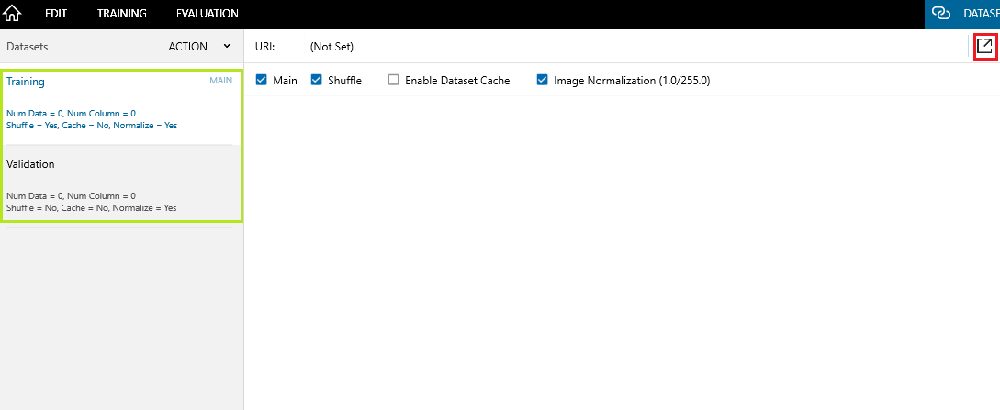 EDIT TRAINING EVALUATION DATASE
Datasets ACTION URI: (Not Set)
Main Shuffle Enable Dataset Cache Image Normalization (1.0/255.0)
Training MAIN
Num Data = 0, Num Column = 0
Shuffle = Yes, Cache = No, Normalize = Yes
Validation
Num Data = 0, Num Column = 0
Shuffle = No, Cache = No, Normalize = Yes